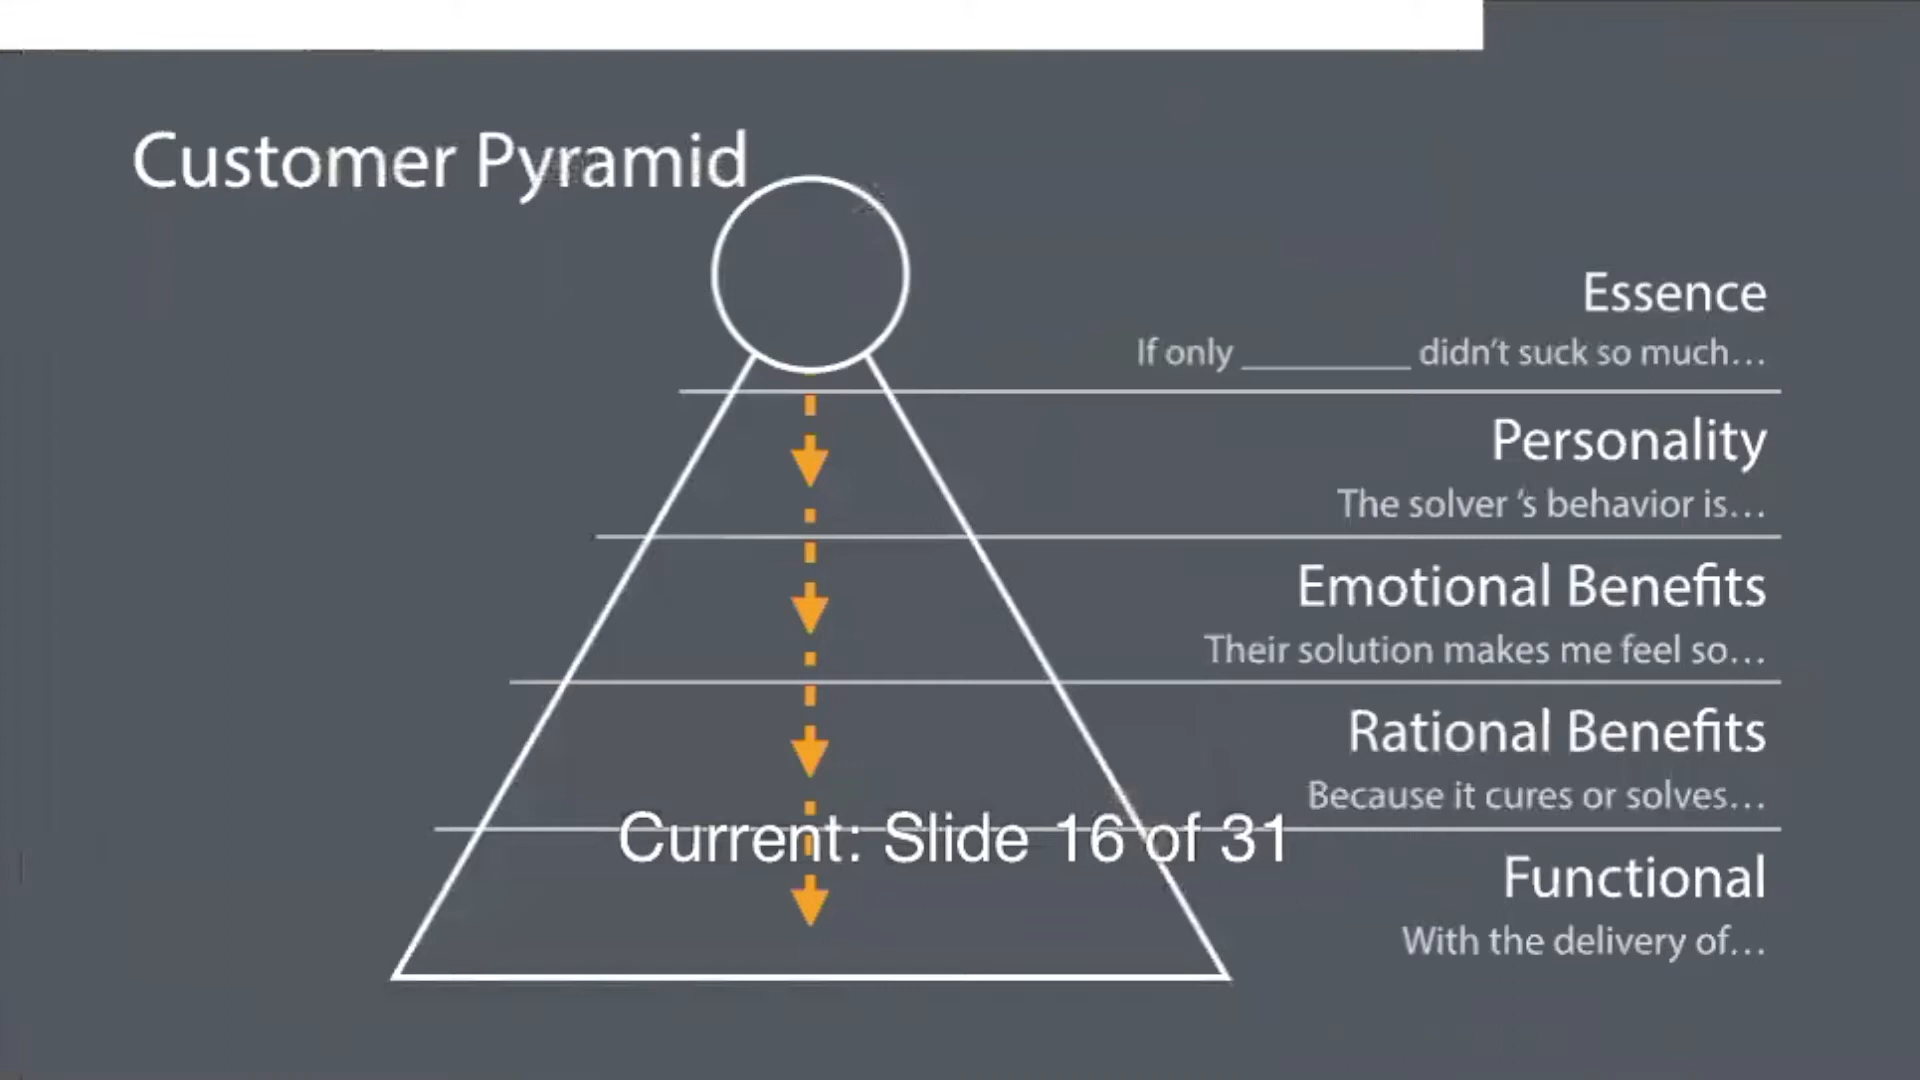 Customer Pyramid
Essence
If only _________ didn't suck so much…
Personality
The solver 's behavior is…
Emotional Benefits
Their solution makes me feel so…
Rational Benefits
Because it cures or solves…
Current: Slide 16 of 31
Functional
With the delivery of…